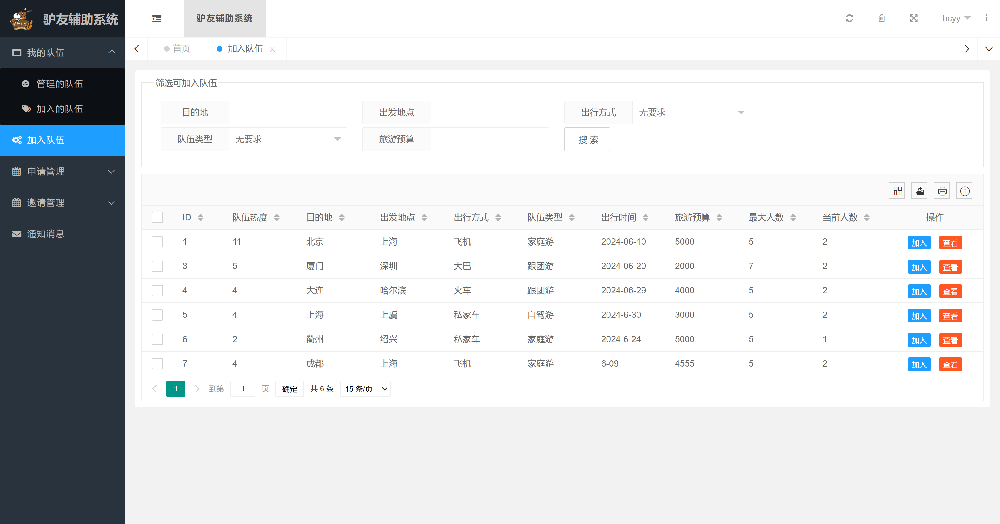 驴行天下
驴友辅助系统
驴友辅助系统
hcyy
我的队伍
管理的队伍
加入的队伍
加入队伍
申请管理
邀请管理
通知消息
首页
加入队伍
筛选可加入队伍
目的地
出发地点
出行方式 无要求
队伍类型 无要求
旅游预算
搜 索
ID 队伍热度 目的地 出发地点 出行方式 队伍类型 出行时间 旅游预算 最大人数 当前人数 操作
1 11 北京 上海 飞机 家庭游 2024-06-10 5000 5 2 加入 查看
3 5 厦门 深圳 大巴 跟团游 2024-06-20 2000 7 2 加入 查看
4 4 大连 哈尔滨 火车 跟团游 2024-06-29 4000 5 2 加入 查看
5 4 上海 上虞 私家车 自驾游 2024-6-30 3000 5 2 加入 查看
6 2 衢州 绍兴 私家车 家庭游 2024-6-24 5000 5 1 加入 查看
7 4 成都 上海 飞机 家庭游 6-09 4555 5 2 加入 查看
1 到第 1 页 确定 共 6 条 15 条/页